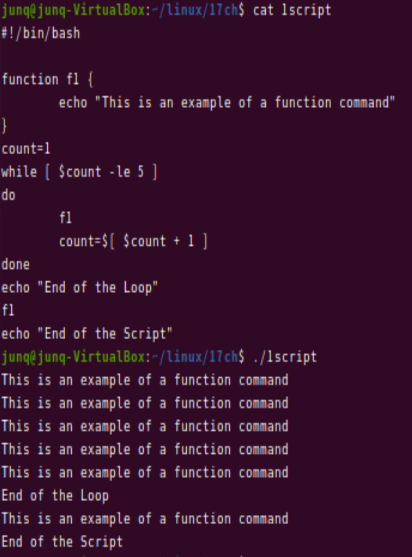 junq@junq-VirtualBox:~/linux/17ch$ cat 1script
#!/bin/bash

function f1 {
        echo "This is an example of a function command"
}
count=1
while [ $count -le 5 ]
do
        f1
        count=$[ $count + 1 ]
done
echo "End of the Loop"
f1
echo "End of the Script"
junq@junq-VirtualBox:~/linux/17ch$ ./1script
This is an example of a function command
This is an example of a function command
This is an example of a function command
This is an example of a function command
This is an example of a function command
End of the Loop
This is an example of a function command
End of the Script